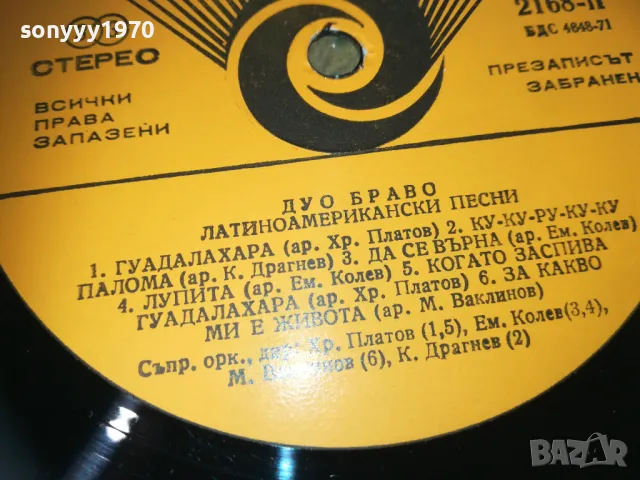 sonyyy1970
СТЕРЕО
ВСИЧКИ
ПРАВА
ЗАПАЗЕНИ
2168-II
БДС 4848-71
ПРЕЗАПИСЪТ
ЗАБРАНЕН
ДУО БРАВО
ЛАТИНОАМЕРИКАНСКИ ПЕСНИ
1. ГУАДАЛАХАРА (ар. Хр. Платов) 2. КУ-КУ-РУ-КУ-КУ
ПАЛОМА (ар. К. Драгнев) 3. ДА СЕ ВЪРНА (ар. Ем. Колев)
4. ЛУПИТА (ар. Ем. Колев) 5. КОГАТО ЗАСПИВА
ГУАДАЛАХАРА (ар. Хр. Платов) 6. ЗА КАКВО
МИ Е ЖИВОТА (ар. М. Ваклинов)
Съпр. орк., дир. Хр. Платов (1,5), Ем. Колев(3,4),
М. Ваклинов (6), К. Драгнев (2)
BAZAR